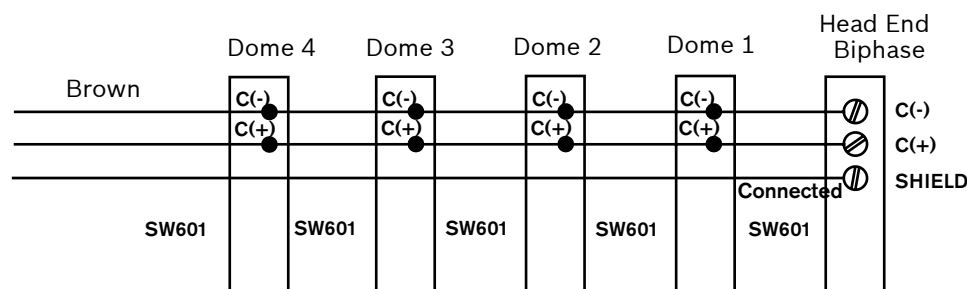 Head End
Biphase
Dome 4 Dome 3 Dome 2 Dome 1
Brown
C(-) C(-) C(-) C(-) C(-)
C(+) C(+) C(+) C(+) C(+)
SHIELD
Connected
SW601 SW601 SW601 SW601 SW601